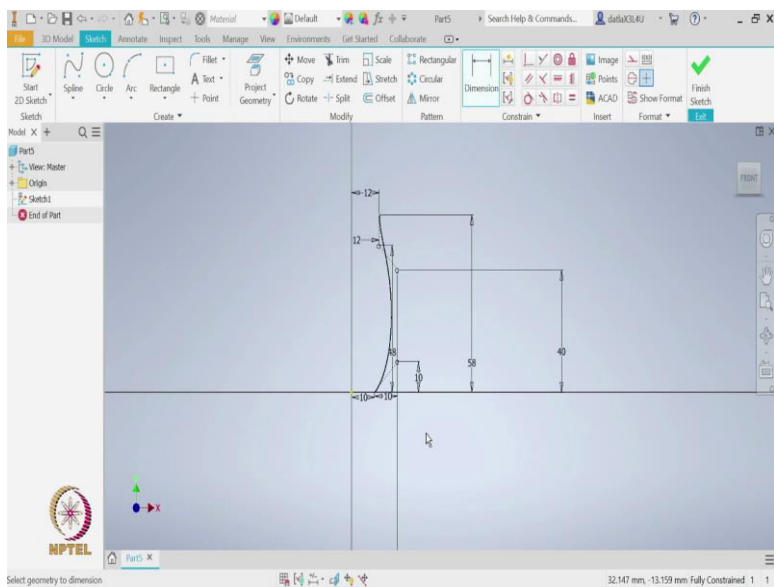 Material Default fx Part5 Search Help & Commands... datlaX3L4U
File 3D Model Sketch Annotate Inspect Tools Manage View Environments Get Started Collaborate
Start
2D Sketch
Spline Circle Arc Rectangle
Fillet
A Text
Point
Project
Geometry
Move Trim Scale
Copy Extend Stretch
Rotate Split Offset
Rectangular
Circular
Mirror
Dimension
Image
Points
ACAD
Show Format
Finish
Sketch
Sketch Create Modify Pattern Constrain Insert Format Exit
Model X +
Part5
View: Master
Origin
Sketch1
End of Part
FRONT
12
12
48
58
40
10
10 10
X
NPTEL
Part5 X
Select geometry to dimension 32.147 mm, -13.159 mm Fully Constrained 1 1